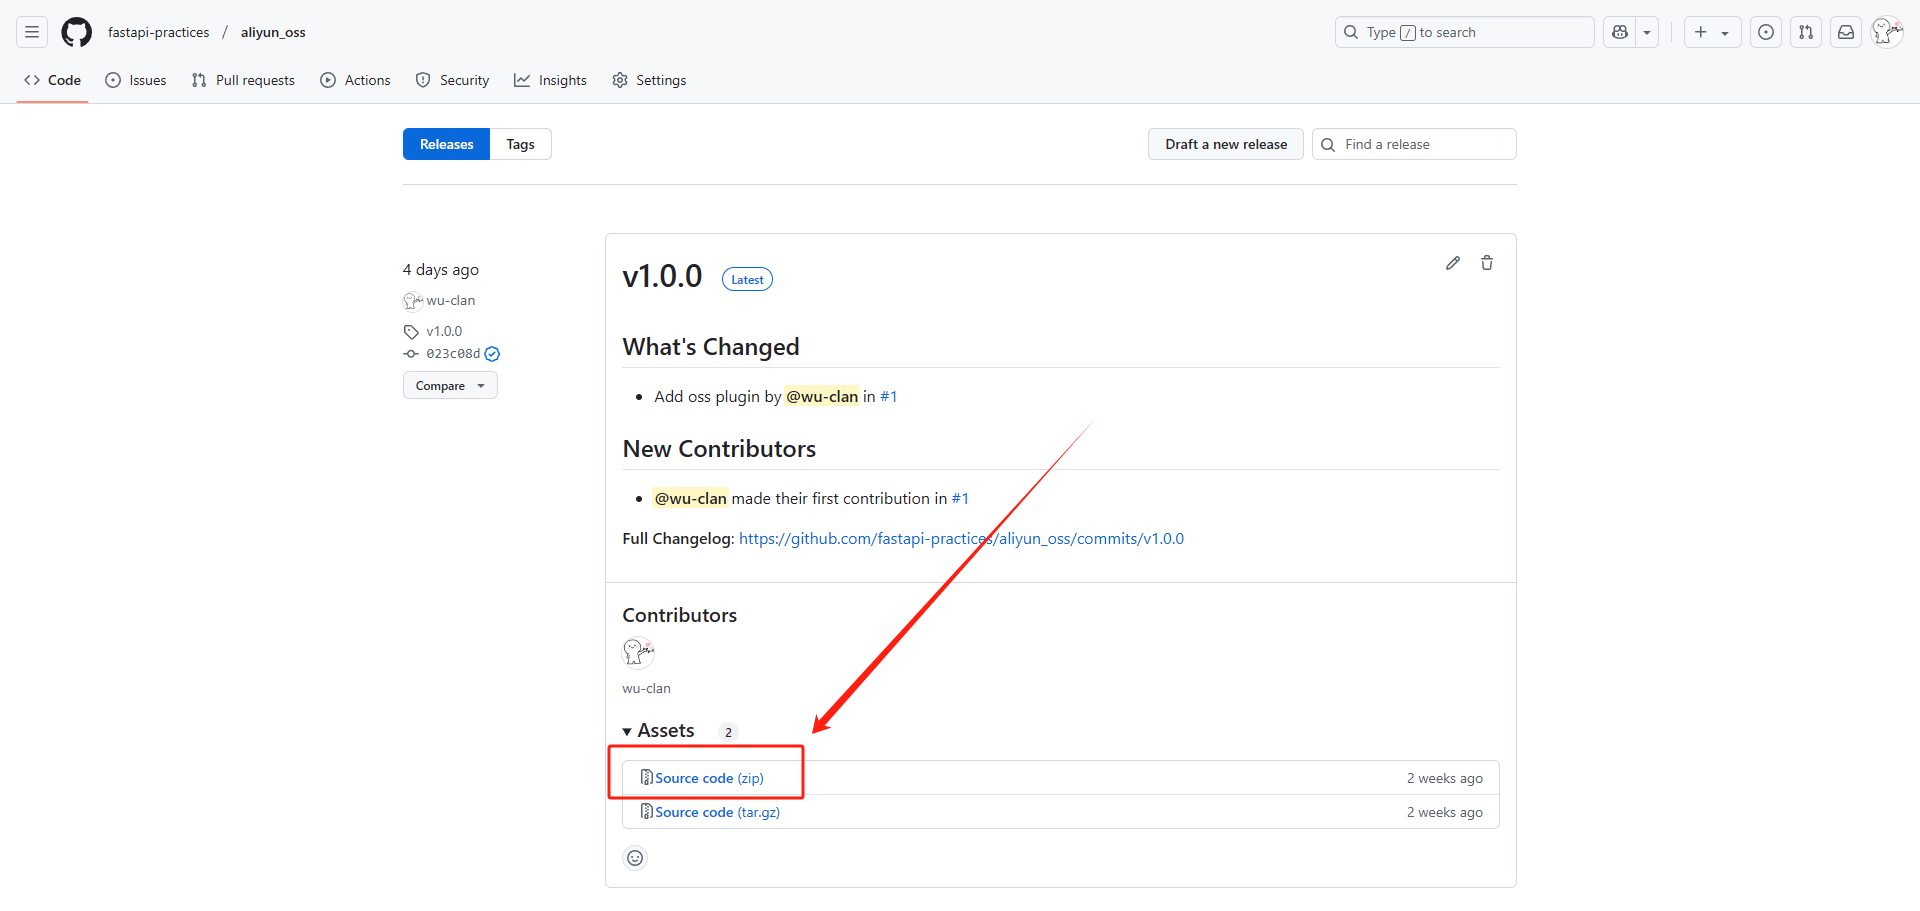 fastapi-practices / aliyun_oss
Type / to search
Code Issues Pull requests Actions Security Insights Settings
Releases Tags
Draft a new release Find a release
4 days ago
wu-clan
v1.0.0
023c08d
Compare
v1.0.0 Latest
What's Changed
Add oss plugin by @wu-clan in #1
New Contributors
@wu-clan made their first contribution in #1
Full Changelog: https://github.com/fastapi-practices/aliyun_oss/commits/v1.0.0
Contributors
wu-clan
Assets 2
Source code (zip) 2 weeks ago
Source code (tar.gz) 2 weeks ago